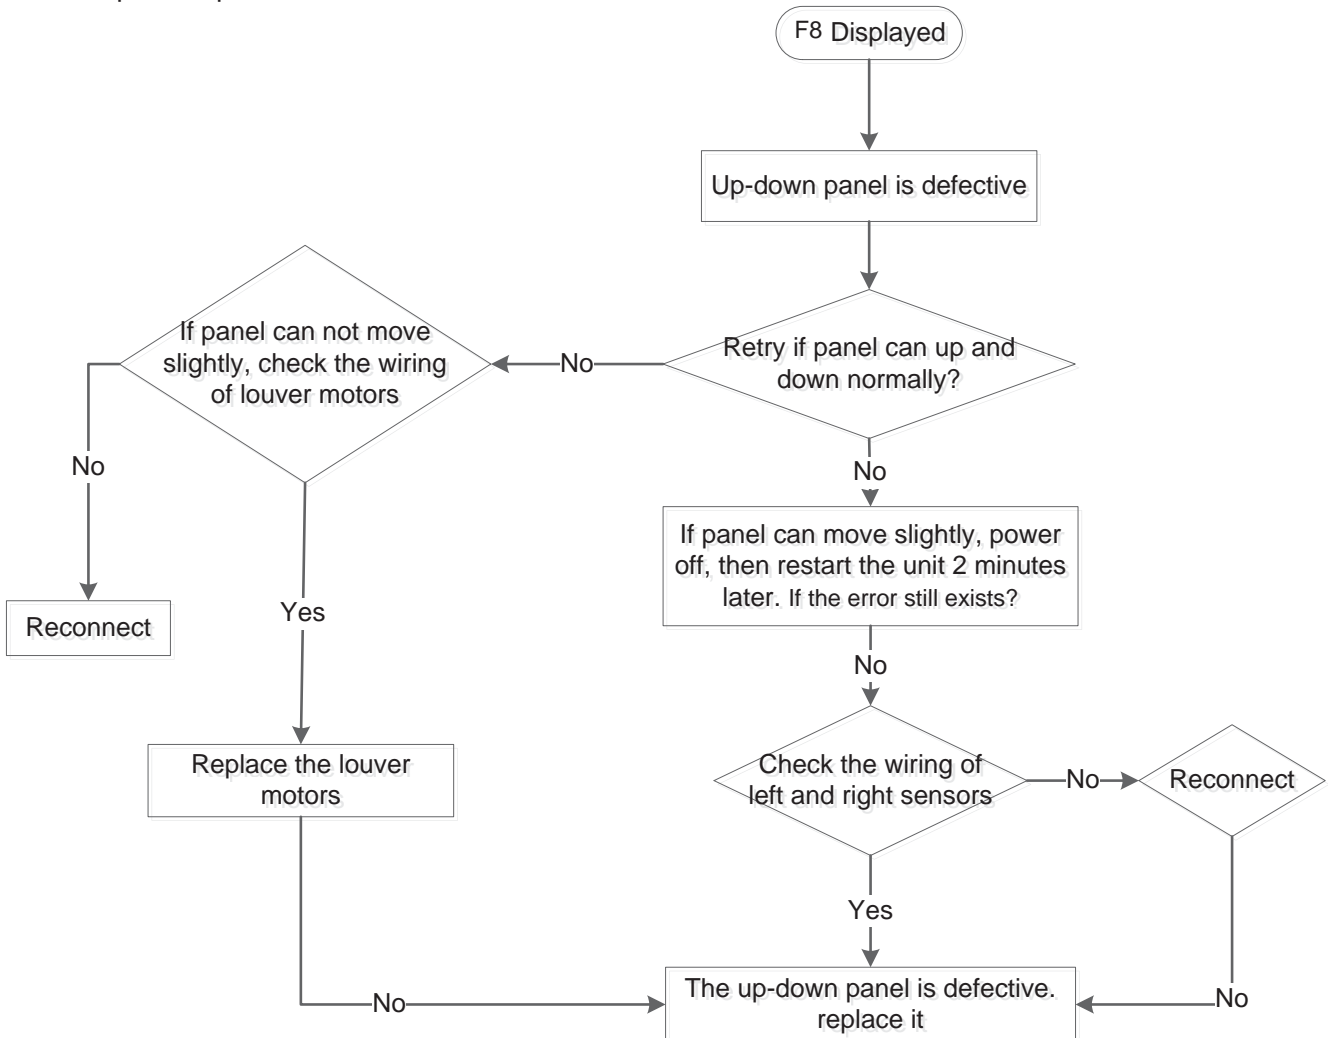 F8 Displayed
Up-down panel is defective
If panel can not move
slightly, check the wiring
of louver motors
No
Retry if panel can up and
down normally?
No
No
If panel can move slightly, power
off, then restart the unit 2 minutes
later. If the error still exists?
Reconnect
Yes
No
Replace the louver
motors
Check the wiring of
left and right sensors
No
Reconnect
Yes
No
The up-down panel is defective.
replace it
No